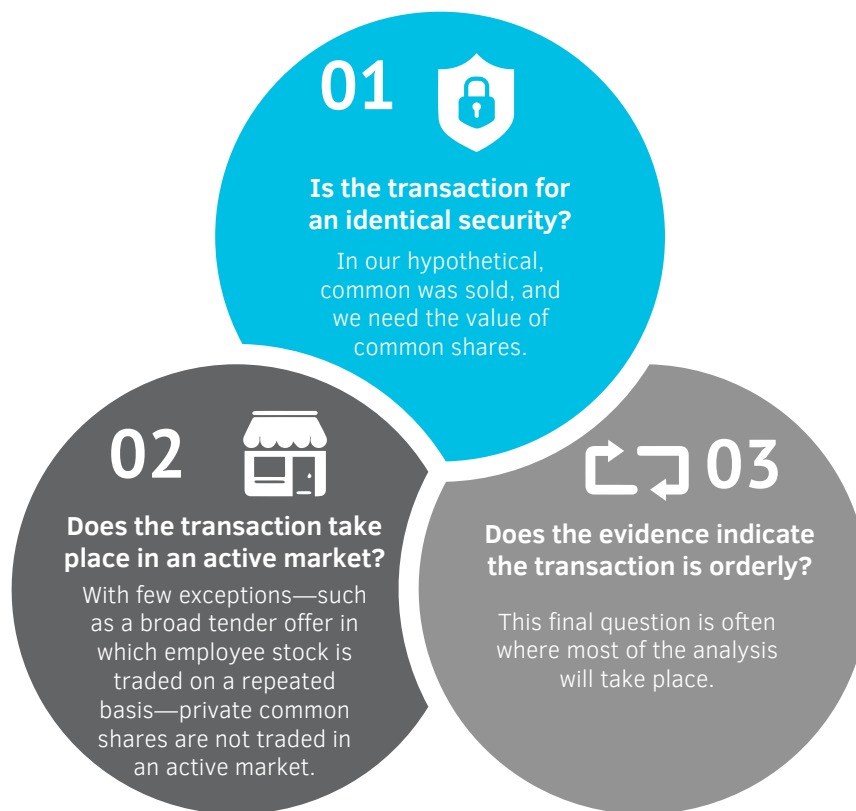 01
Is the transaction for
an identical security?
In our hypothetical,
common was sold, and
we need the value of
common shares.
02
Does the transaction take
place in an active market?
With few exceptions—such
as a broad tender offer in
which employee stock is
traded on a repeated
basis—private common
shares are not traded in
an active market.
03
Does the evidence indicate
the transaction is orderly?
This final question is often
where most of the analysis
will take place.